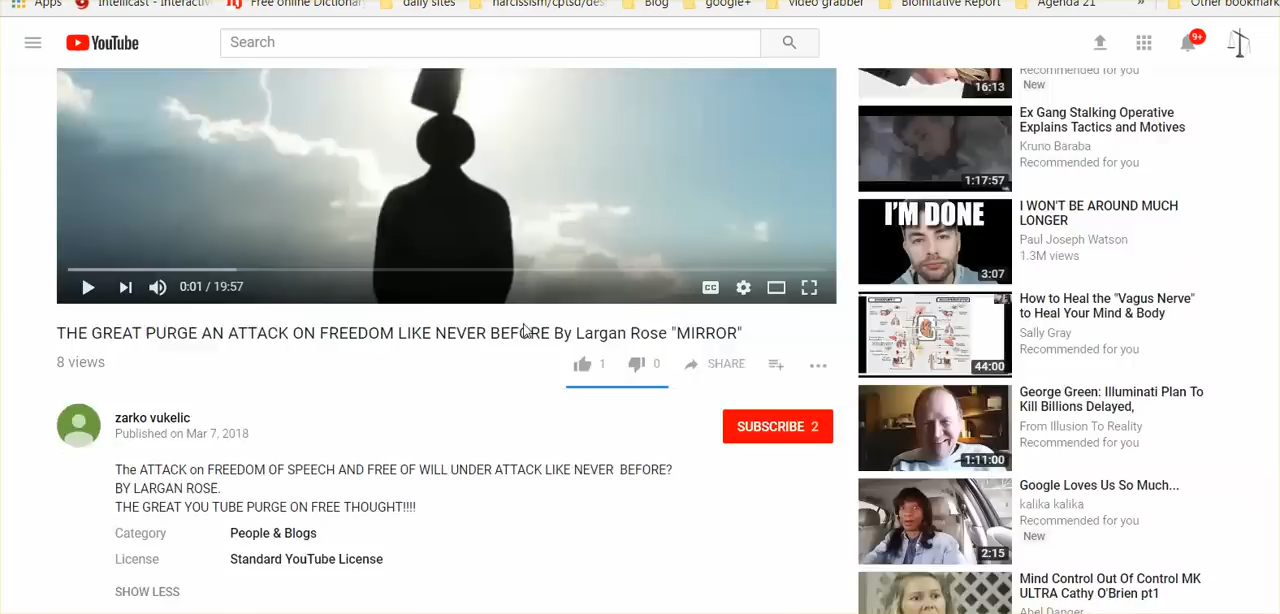 Apps
Intellicast - Interactiv
Free online Dictionar
daily sites
narcissism/cptsd/des
Blog
google+
video grabber
BioInitiative Report
Agenda 21
»
Other bookmark
YouTube
Search
9+
16:13
Recommended for you
New
Ex Gang Stalking Operative
Explains Tactics and Motives
Kruno Baraba
Recommended for you
1:17:57
I'M DONE
3:07
I WON'T BE AROUND MUCH
LONGER
Paul Joseph Watson
1.3M views
0:01 / 19:57
CC
THE GREAT PURGE AN ATTACK ON FREEDOM LIKE NEVER BEFORE By Largan Rose "MIRROR"
8 views
1
0
SHARE
How to Heal the "Vagus Nerve"
to Heal Your Mind & Body
Sally Gray
Recommended for you
44:00
zarko vukelic
Published on Mar 7, 2018
SUBSCRIBE 2
George Green: Illuminati Plan To
Kill Billions Delayed,
From Illusion To Reality
Recommended for you
1:11:00
The ATTACK on FREEDOM OF SPEECH AND FREE OF WILL UNDER ATTACK LIKE NEVER BEFORE?
BY LARGAN ROSE.
THE GREAT YOU TUBE PURGE ON FREE THOUGHT!!!!
Category People & Blogs
License Standard YouTube License
SHOW LESS
Google Loves Us So Much...
kalika kalika
Recommended for you
New
2:15
Mind Control Out Of Control MK
ULTRA Cathy O'Brien pt1
Abel Danger